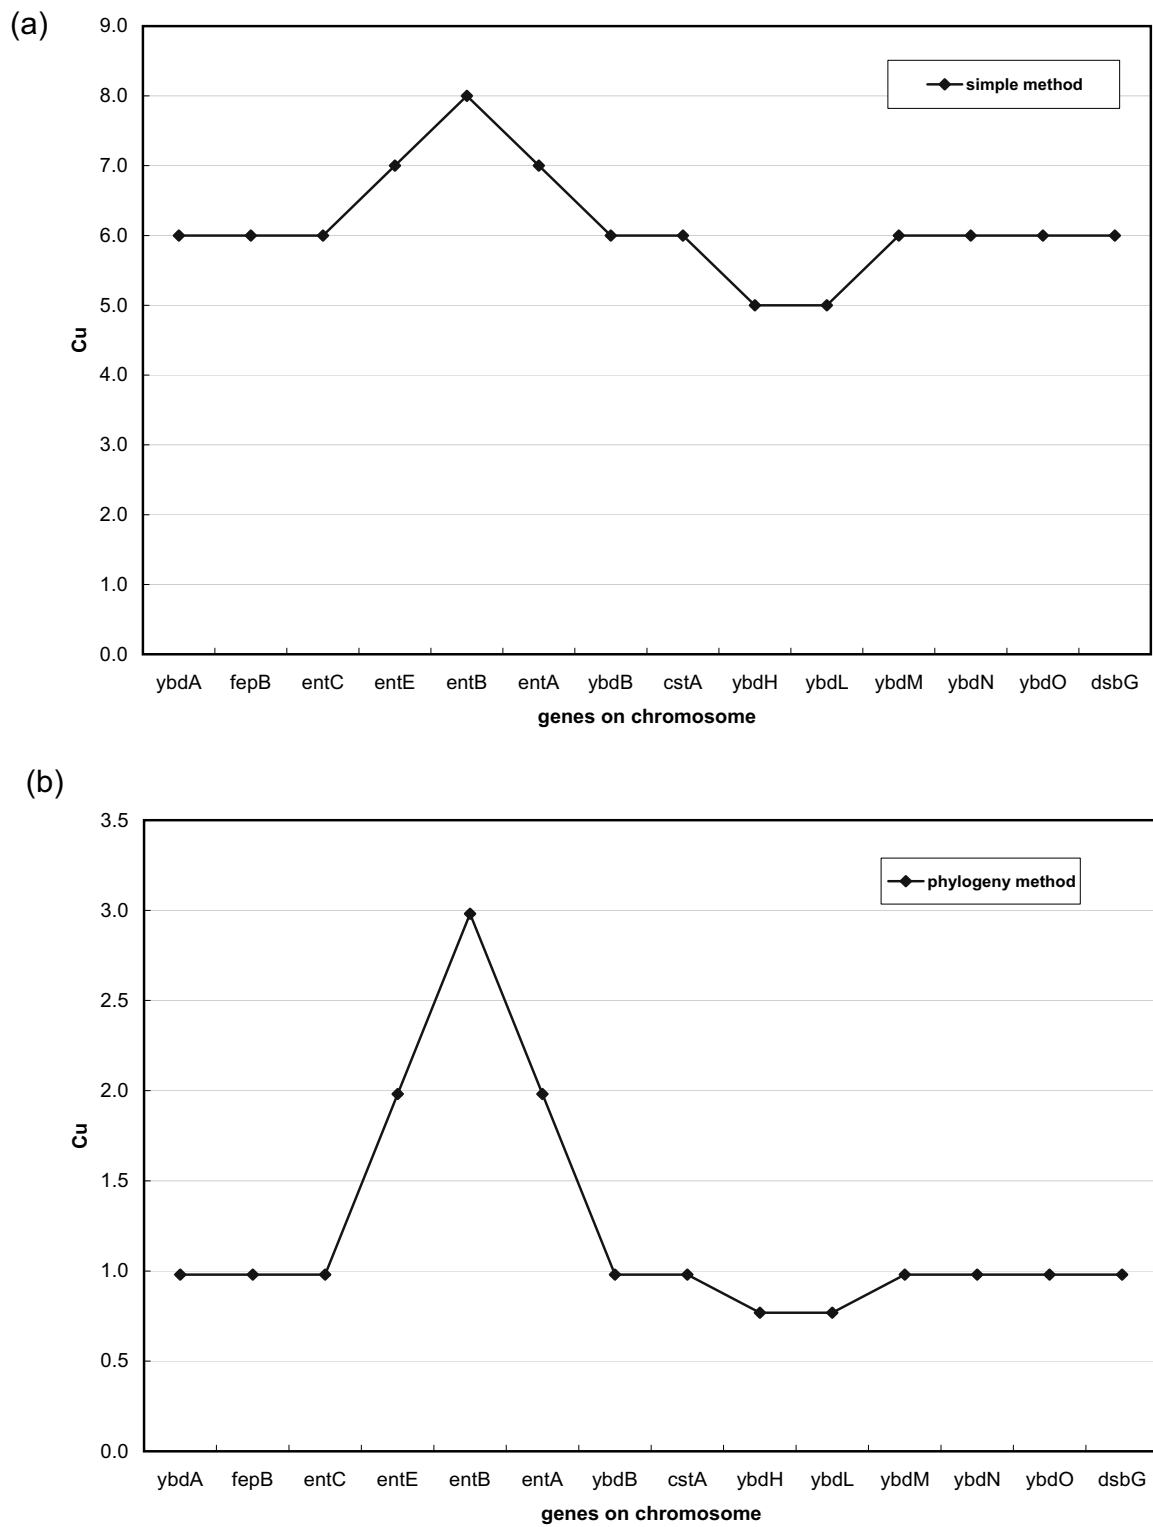 (a)
9.0
simple method
8.0
7.0
6.0
5.0
Cu
4.0
3.0
2.0
1.0
0.0
ybdA fepB entC entE entB entA ybdB cstA ybdH ybdL ybdM ybdN ybdO dsbG
genes on chromosome
(b)
3.5
phylogeny method
3.0
2.5
2.0
Cu
1.5
1.0
0.5
0.0
ybdA fepB entC entE entB entA ybdB cstA ybdH ybdL ybdM ybdN ybdO dsbG
genes on chromosome